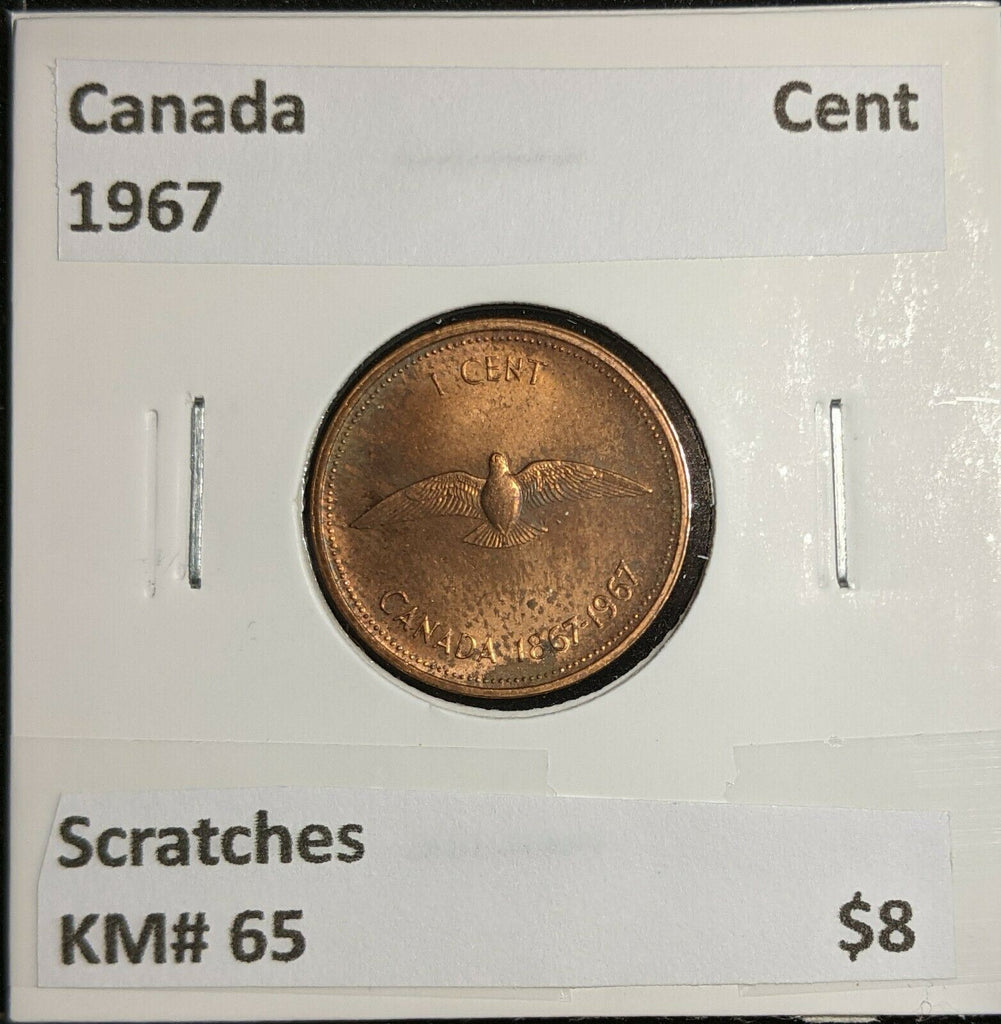 Canada Cent
1967
1 CENT
CANADA 1867-1967
Scratches
KM# 65 $8